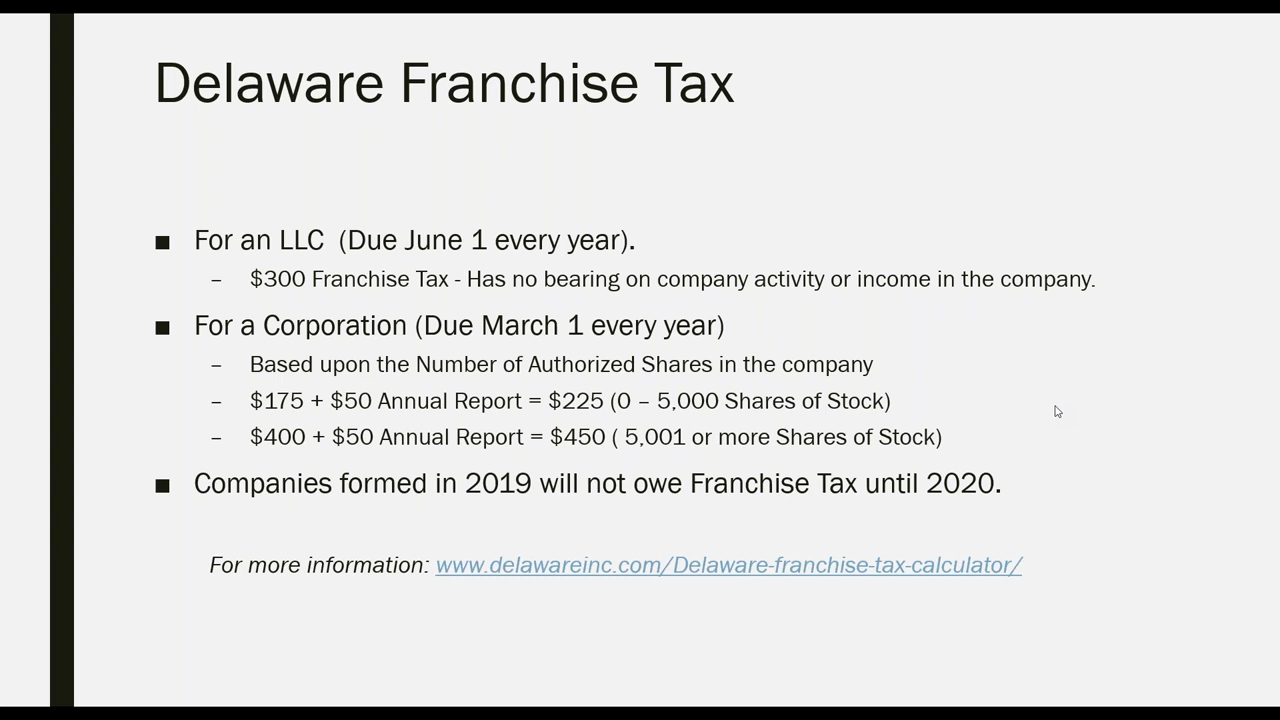 Delaware Franchise Tax
■ For an LLC (Due June 1 every year).
– $300 Franchise Tax - Has no bearing on company activity or income in the company.
■ For a Corporation (Due March 1 every year)
– Based upon the Number of Authorized Shares in the company
– $175 + $50 Annual Report = $225 (0 – 5,000 Shares of Stock)
– $400 + $50 Annual Report = $450 ( 5,001 or more Shares of Stock)
■ Companies formed in 2019 will not owe Franchise Tax until 2020.
For more information: www.delawareinc.com/Delaware-franchise-tax-calculator/